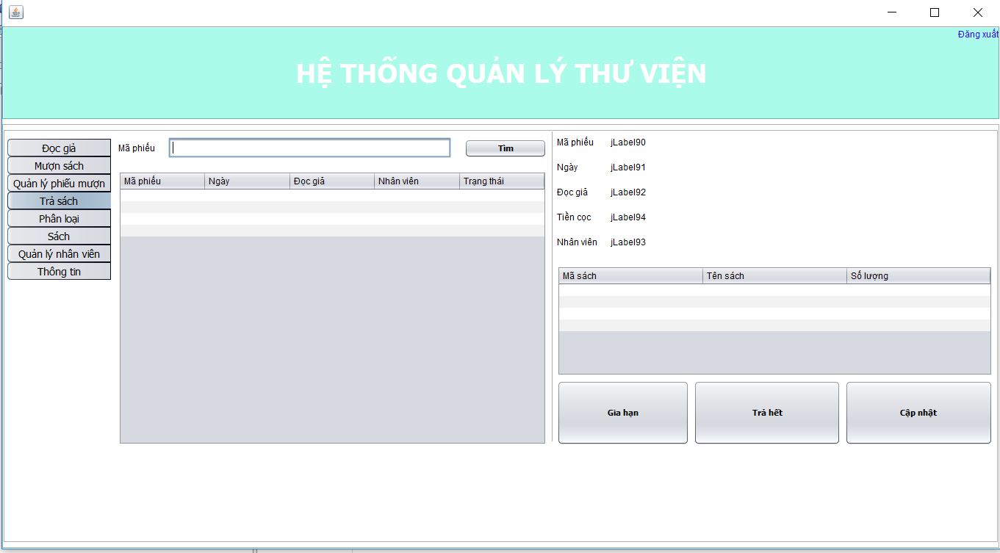 Đăng xuất
HỆ THỐNG QUẢN LÝ THƯ VIỆN
Đọc giả
Mượn sách
Quản lý phiếu mượn
Trả sách
Phân loại
Sách
Quản lý nhân viên
Thông tin
Mã phiếu
Tìm
Mã phiếu Ngày Đọc giả Nhân viên Trạng thái
Mã phiếu jLabel90
Ngày jLabel91
Đọc giả jLabel92
Tiền cọc jLabel94
Nhân viên jLabel93
Mã sách Tên sách Số lượng
Gia hạn Trả hết Cập nhật